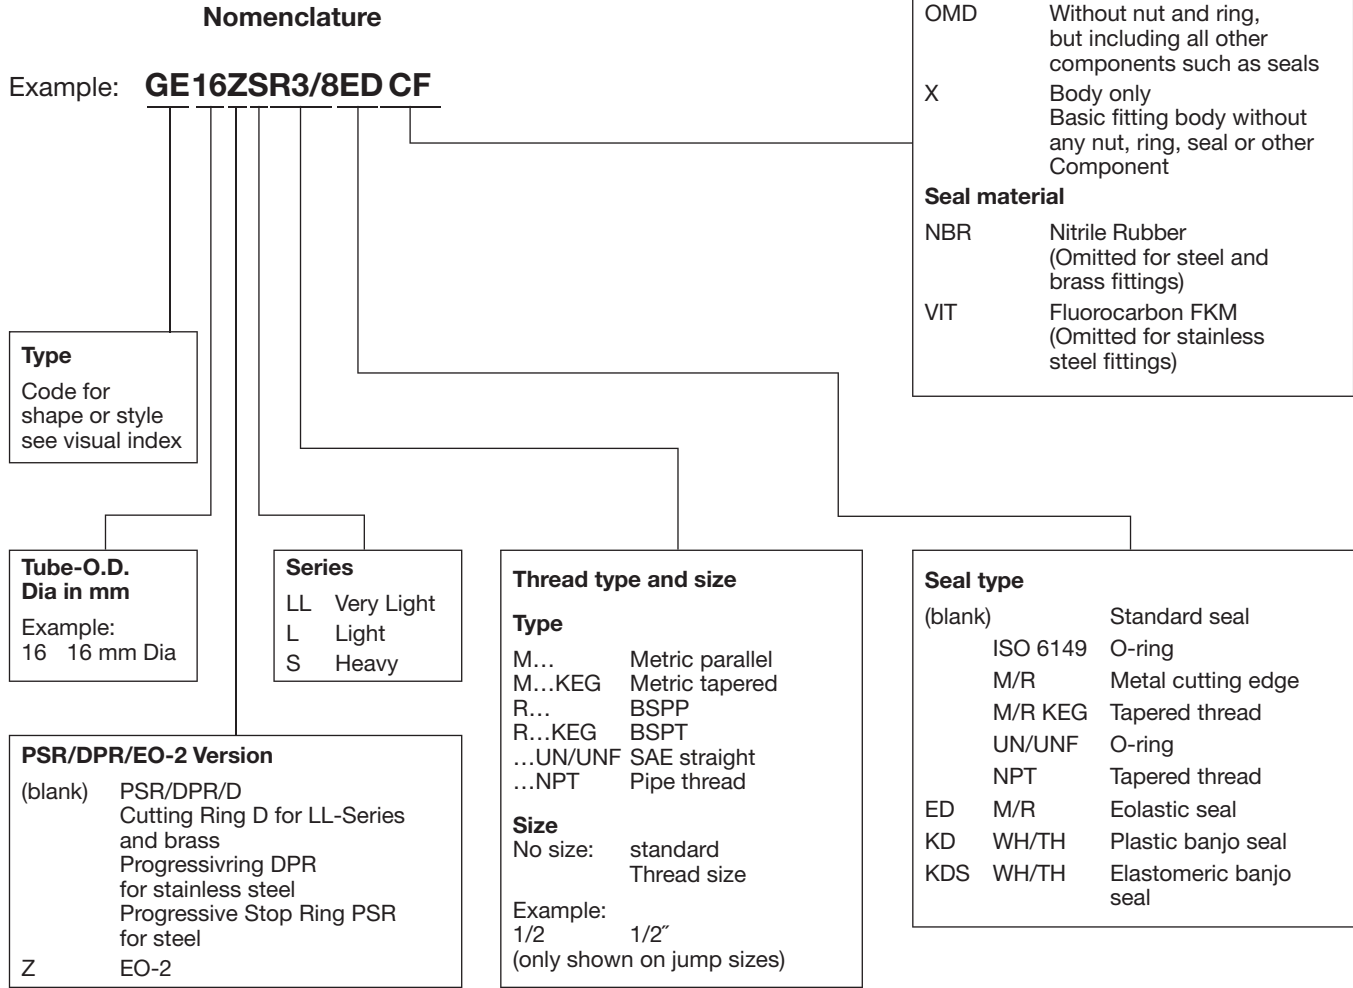 Nomenclature
Example: GE16ZSR3/8ED CF
OMD Without nut and ring,
but including all other
components such as seals
X Body only
Basic fitting body without
any nut, ring, seal or other
Component
Seal material
NBR Nitrile Rubber
(Omitted for steel and
brass fittings)
VIT Fluorocarbon FKM
(Omitted for stainless
steel fittings)
Type
Code for
shape or style
see visual index
Tube-O.D.
Dia in mm
Example:
16 16 mm Dia
Series
LL Very Light
L Light
S Heavy
PSR/DPR/EO-2 Version
(blank) PSR/DPR/D
Cutting Ring D for LL-Series
and brass
Progressivring DPR
for stainless steel
Progressive Stop Ring PSR
for steel
Z EO-2
Thread type and size
Type
M… Metric parallel
M…KEG Metric tapered
R… BSPP
R…KEG BSPT
…UN/UNF SAE straight
…NPT Pipe thread
Size
No size: standard
Thread size
Example:
1/2 1/2˝
(only shown on jump sizes)
Seal type
(blank) Standard seal
ISO 6149 O-ring
M/R Metal cutting edge
M/R KEG Tapered thread
UN/UNF O-ring
NPT Tapered thread
ED M/R Eolastic seal
KD WH/TH Plastic banjo seal
KDS WH/TH Elastomeric banjo
seal